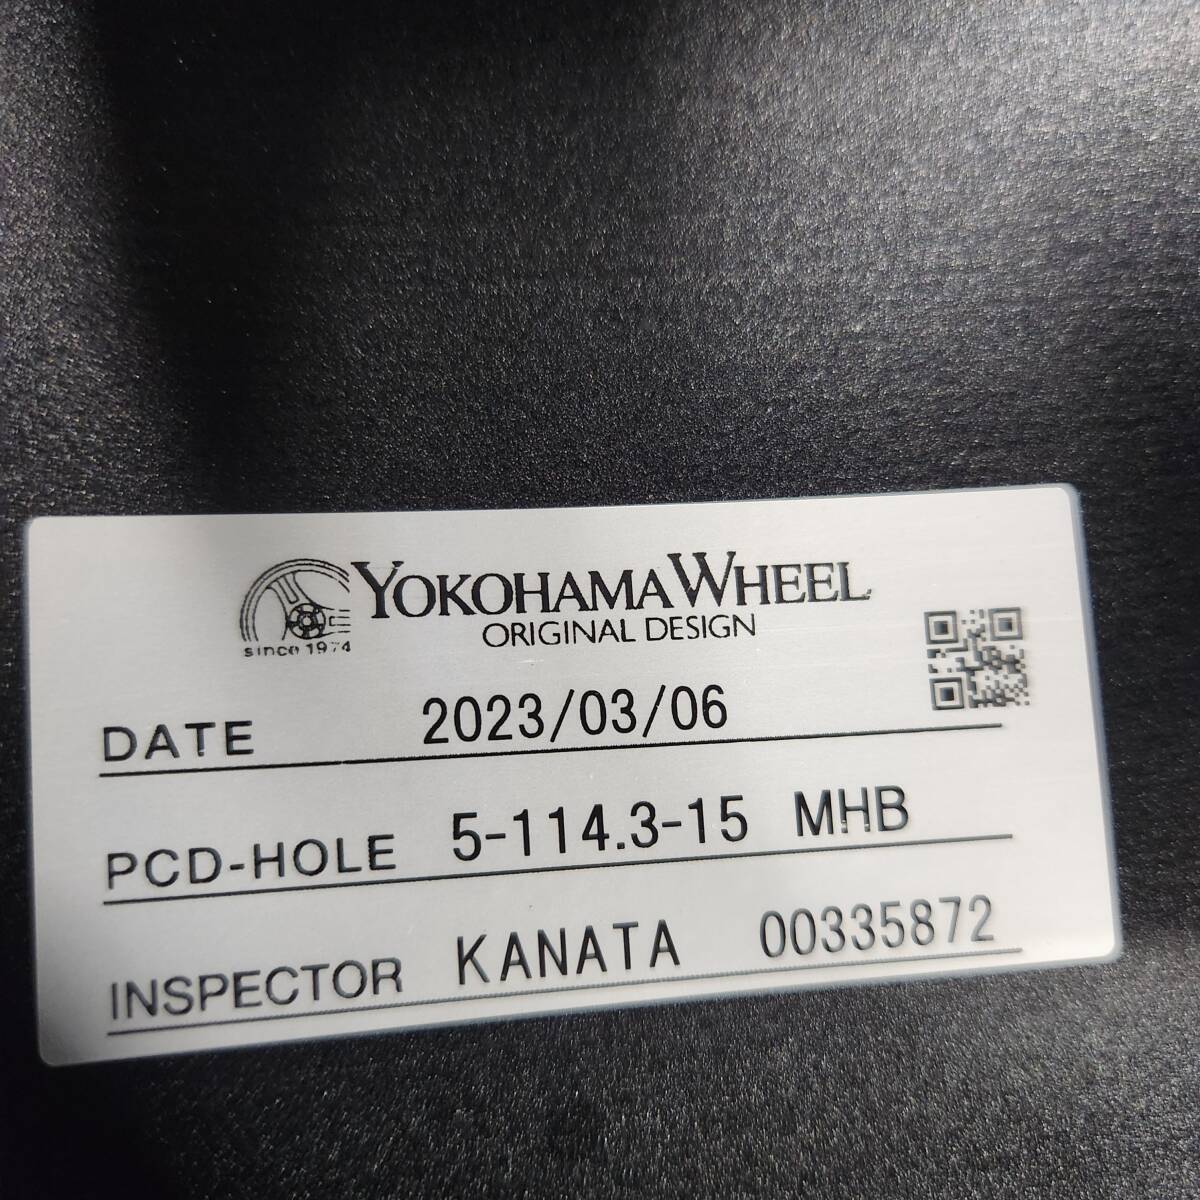 YOKOHAMA WHEEL
ORIGINAL DESIGN
since 1974
DATE 2023/03/06
PCD-HOLE 5-114.3-15 MHB
INSPECTOR KANATA 00335872